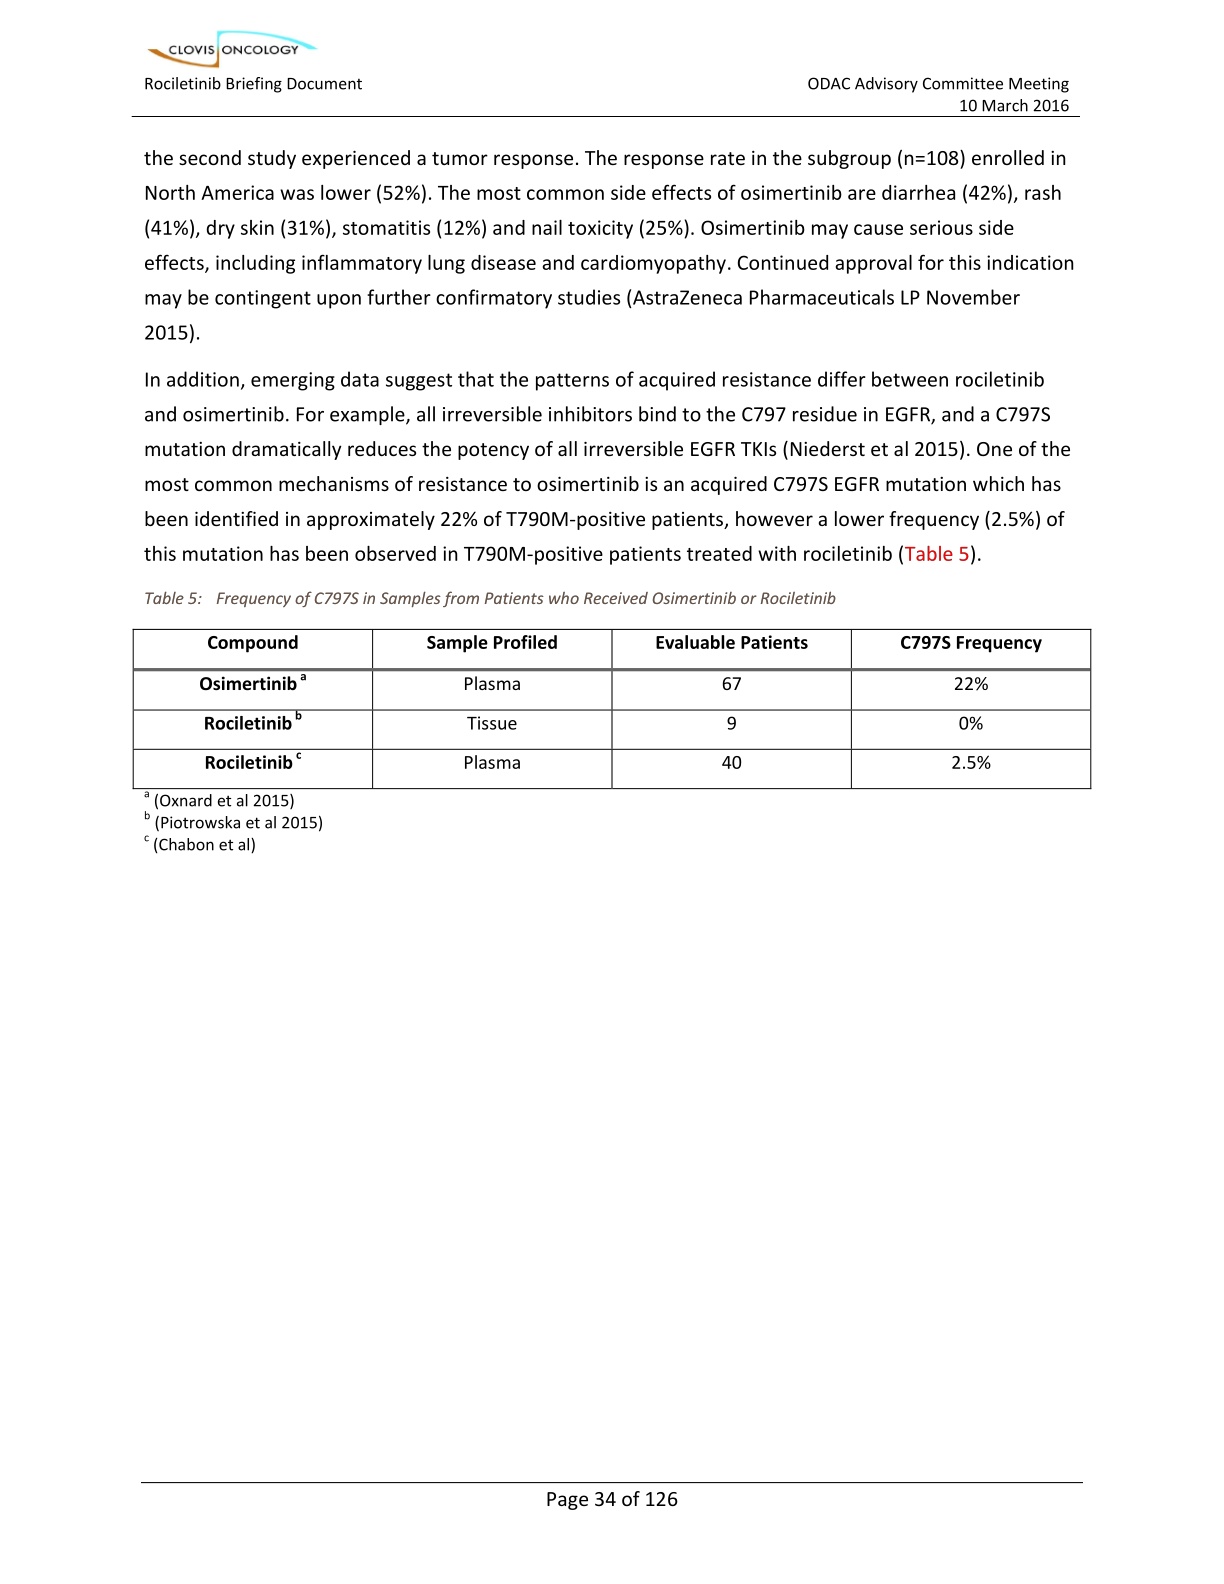 CLOVIS ONCOLOGY
Rociletinib Briefing Document
ODAC Advisory Committee Meeting
10 March 2016
the second study experienced a tumor response. The response rate in the subgroup (n=108) enrolled in
North America was lower (52%). The most common side effects of osimertinib are diarrhea (42%), rash
(41%), dry skin (31%), stomatitis (12%) and nail toxicity (25%). Osimertinib may cause serious side
effects, including inflammatory lung disease and cardiomyopathy. Continued approval for this indication
may be contingent upon further confirmatory studies (AstraZeneca Pharmaceuticals LP November
2015).
In addition, emerging data suggest that the patterns of acquired resistance differ between rociletinib
and osimertinib. For example, all irreversible inhibitors bind to the C797 residue in EGFR, and a C797S
mutation dramatically reduces the potency of all irreversible EGFR TKIs (Niederst et al 2015). One of the
most common mechanisms of resistance to osimertinib is an acquired C797S EGFR mutation which has
been identified in approximately 22% of T790M-positive patients, however a lower frequency (2.5%) of
this mutation has been observed in T790M-positive patients treated with rociletinib (Table 5).
Table 5: Frequency of C797S in Samples from Patients who Received Osimertinib or Rociletinib
Compound Sample Profiled Evaluable Patients C797S Frequency
Osimertinib a Plasma 67 22%
Rociletinib b Tissue 9 0%
Rociletinib c Plasma 40 2.5%
a (Oxnard et al 2015)
b (Piotrowska et al 2015)
c (Chabon et al)
Page 34 of 126